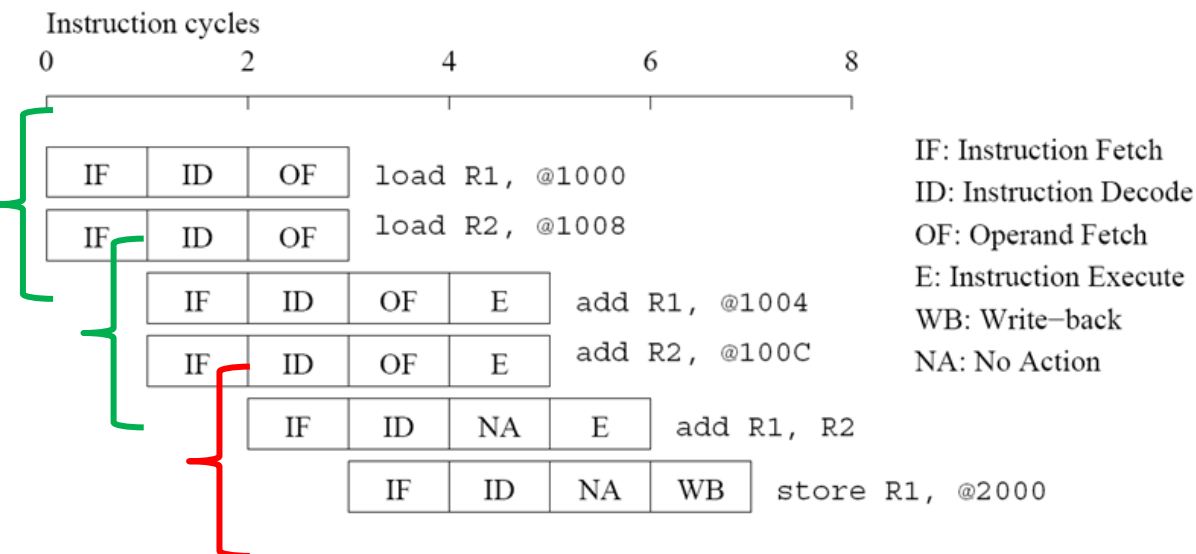 Instruction cycles
0 2 4 6 8
IF ID OF load R1, @1000
IF ID OF load R2, @1008
IF ID OF E add R1, @1004
IF ID OF E add R2, @100C
IF ID NA E add R1, R2
IF ID NA WB store R1, @2000
IF: Instruction Fetch
ID: Instruction Decode
OF: Operand Fetch
E: Instruction Execute
WB: Write−back
NA: No Action